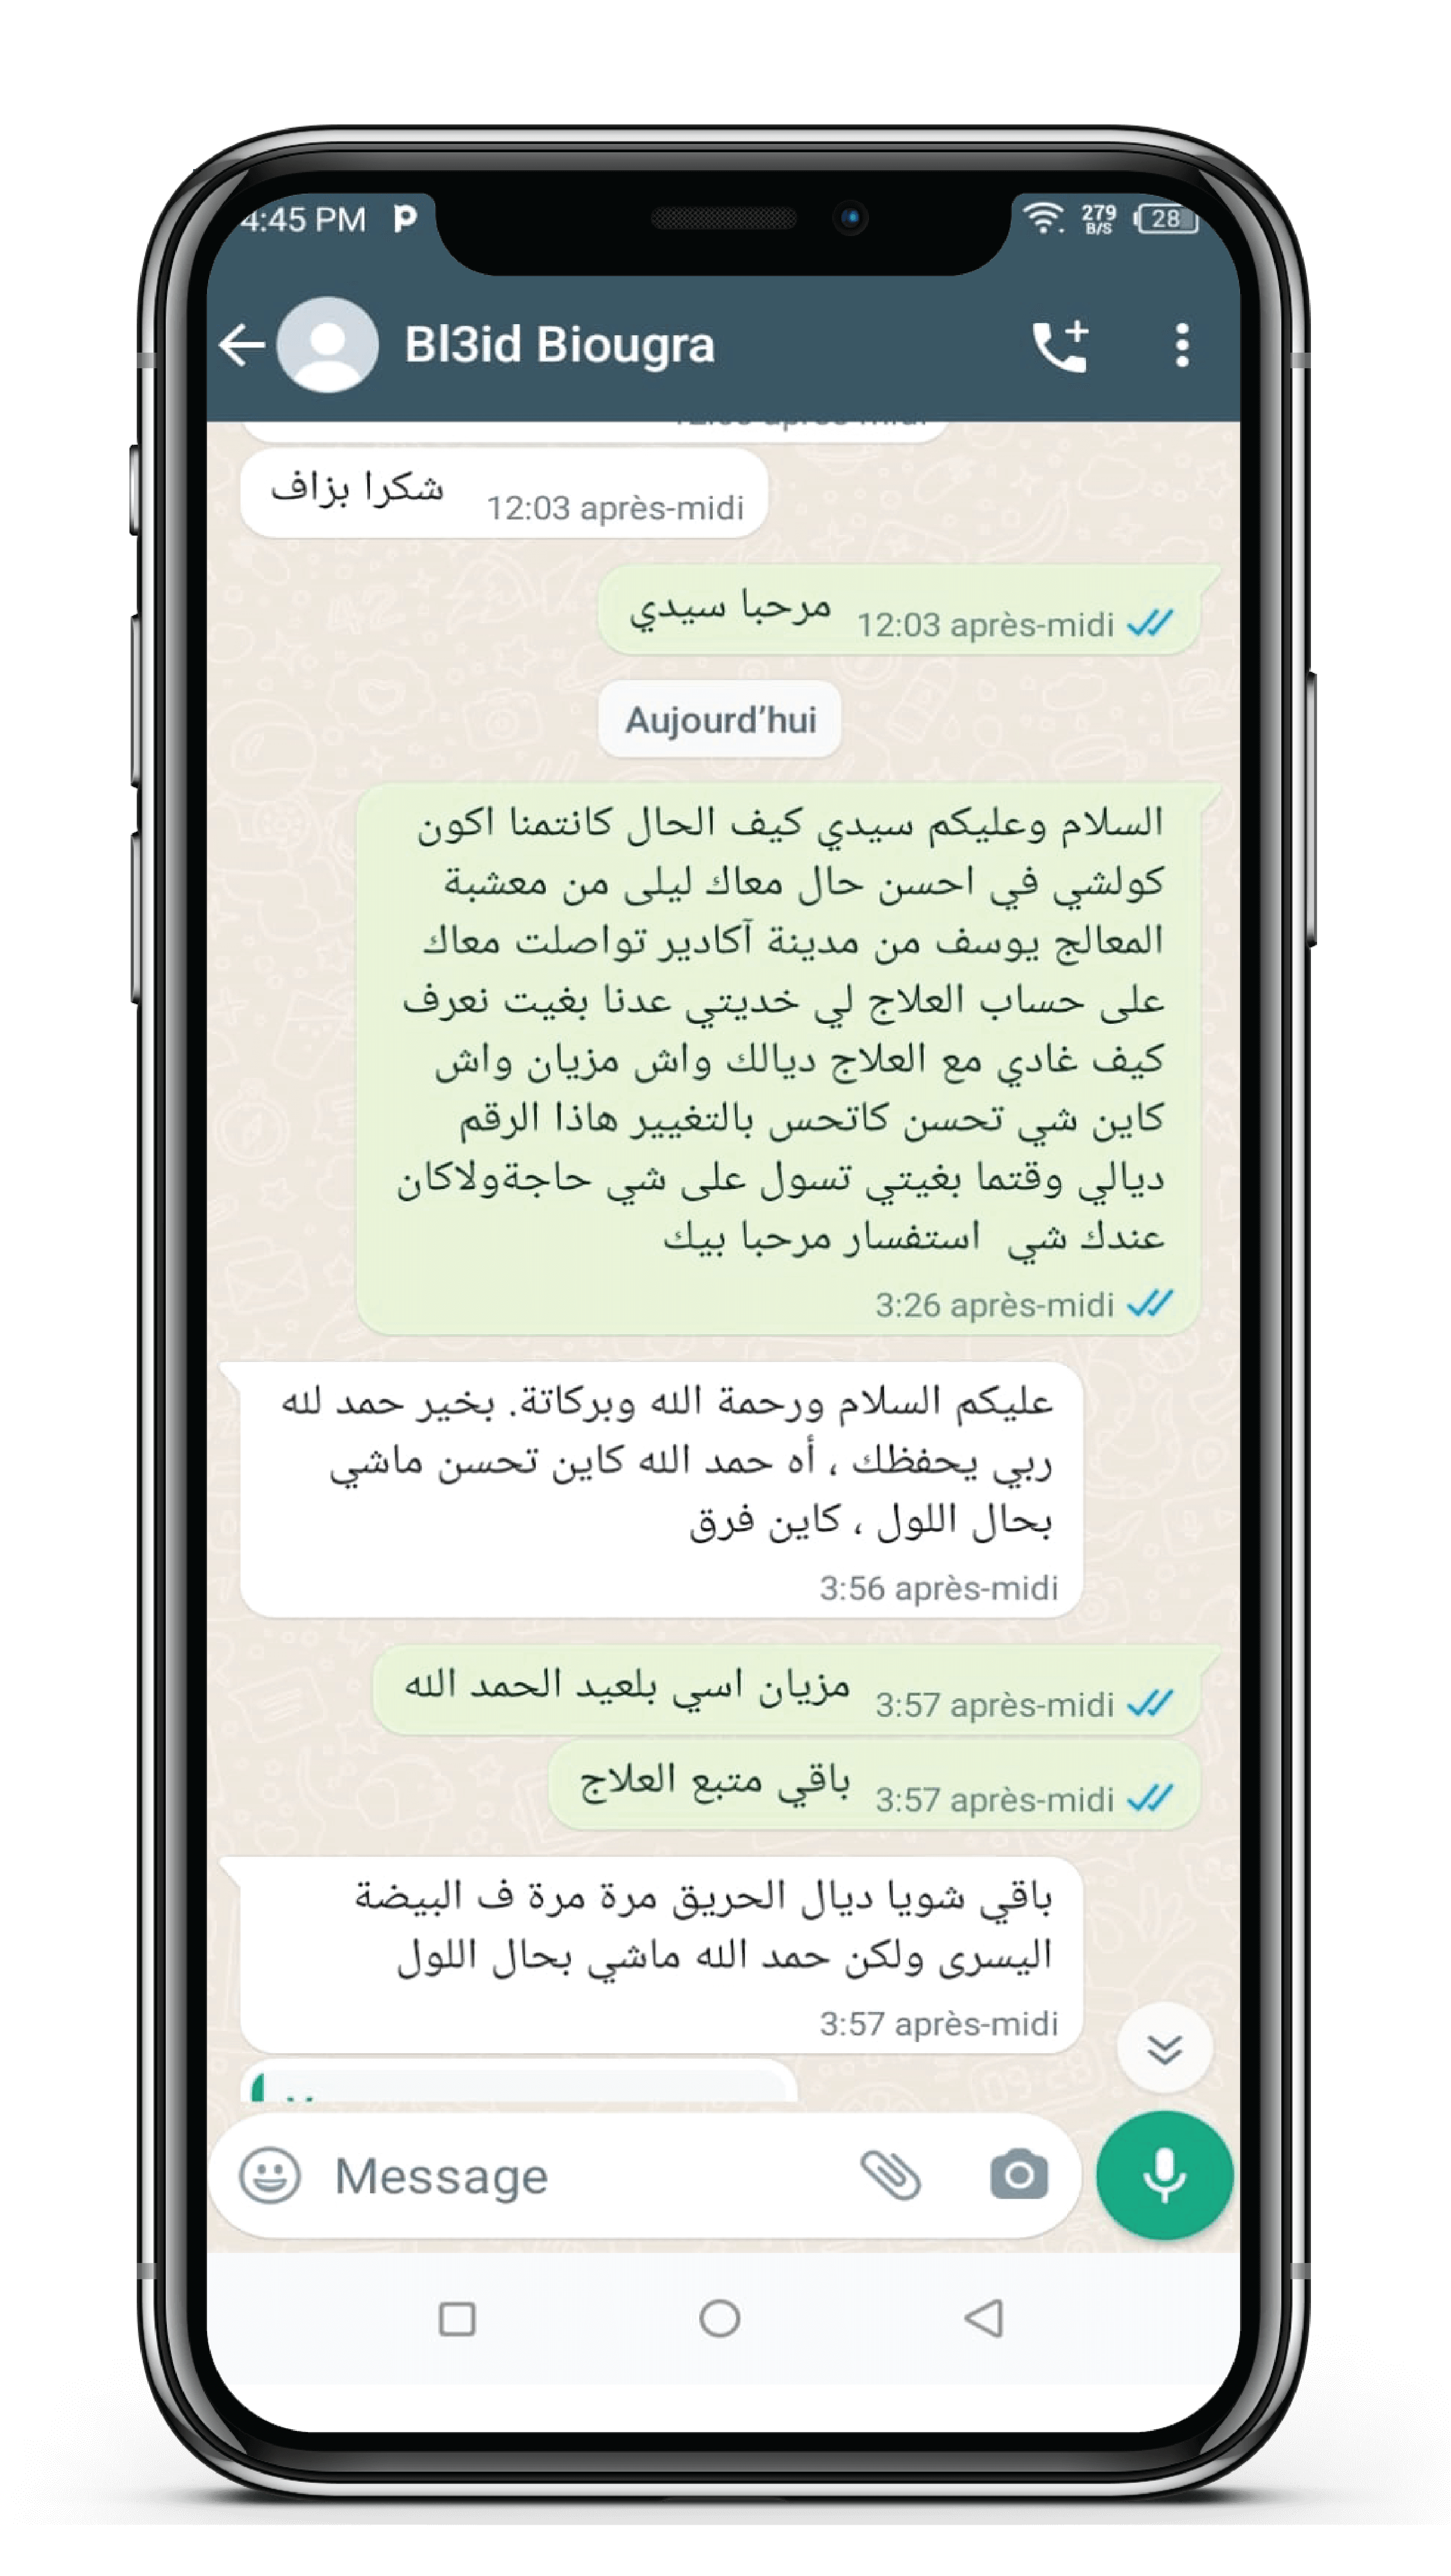 4:45 PM
279
B/S
28
Bl3id Biougra
شكرا بزاف
12:03 après-midi
مرحبا سيدي
12:03 après-midi
Aujourd'hui
السلام وعليكم سيدي كيف الحال كانتمنا اكون
كولشي في احسن حال معاك ليلى من معشبة
المعالج يوسف من مدينة آكادير تواصلت معاك
على حساب العلاج لي خديتي عدنا بغيت نعرف
كيف غادي مع العلاج ديالك واش مزيان واش
كاين شي تحسن كاتحس بالتغيير هاذا الرقم
ديالي وقتما بغيتي تسول على شي حاجةولاكان
عندك شي استفسار مرحبا بيك
3:26 après-midi
عليكم السلام ورحمة الله وبركاتة. بخير حمد لله
ربي يحفظك ، أه حمد الله كاين تحسن ماشي
بحال اللول ، كاين فرق
3:56 après-midi
مزيان اسي بلعيد الحمد الله
3:57 après-midi
باقي متبع العلاج
3:57 après-midi
باقي شويا ديال الحريق مرة مرة ف البيضة
اليسرى ولكن حمد الله ماشي بحال اللول
3:57 après-midi
Message